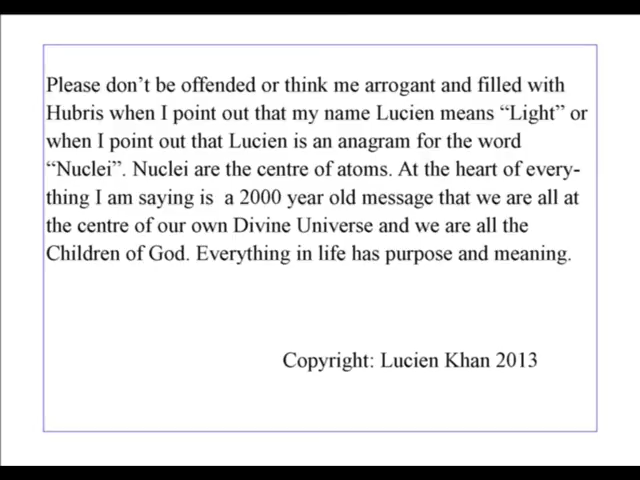 Please don’t be offended or think me arrogant and filled with
Hubris when I point out that my name Lucien means “Light” or
when I point out that Lucien is an anagram for the word
“Nuclei”. Nuclei are the centre of atoms. At the heart of every-
thing I am saying is  a 2000 year old message that we are all at
the centre of our own Divine Universe and we are all the
Children of God. Everything in life has purpose and meaning.
Copyright: Lucien Khan 2013